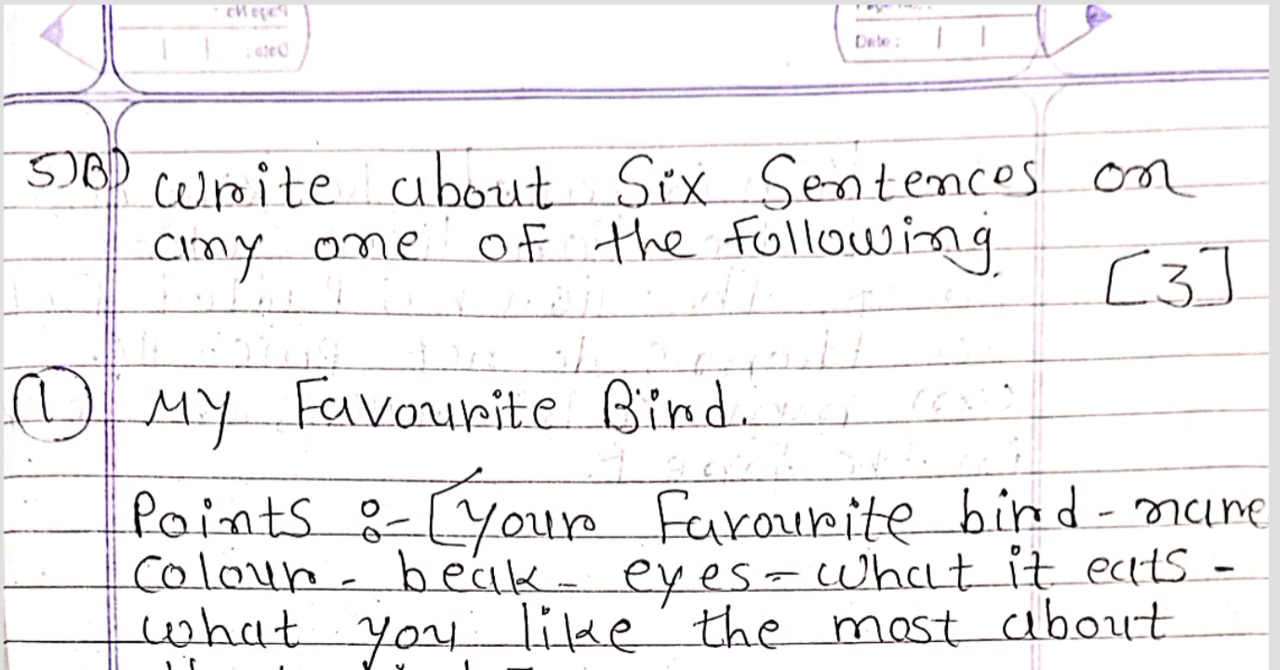 Date :
5)B) Write about Six Sentences on
any one of the following.
[3]
① My Favourite Bird.
Points :- [your Favourite bird - name
Colour - beak - eyes - what it eats -
what you like the most about